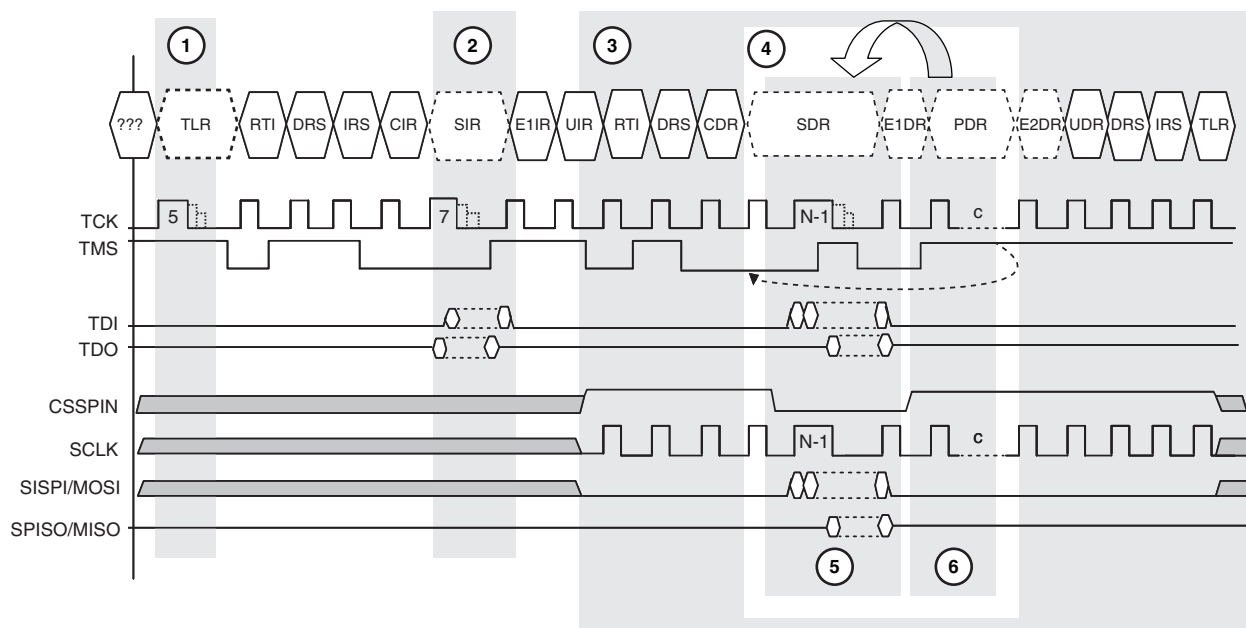 1 2 3 4
??? TLR RTI DRS IRS CIR SIR E1IR UIR RTI DRS CDR SDR E1DR PDR E2DR UDR DRS IRS TLR
TCK 5 7 N-1 c
TMS
TDI
TDO
CSSPIN
SCLK N-1 c
SISPI/MOSI
SPISO/MISO
5 6